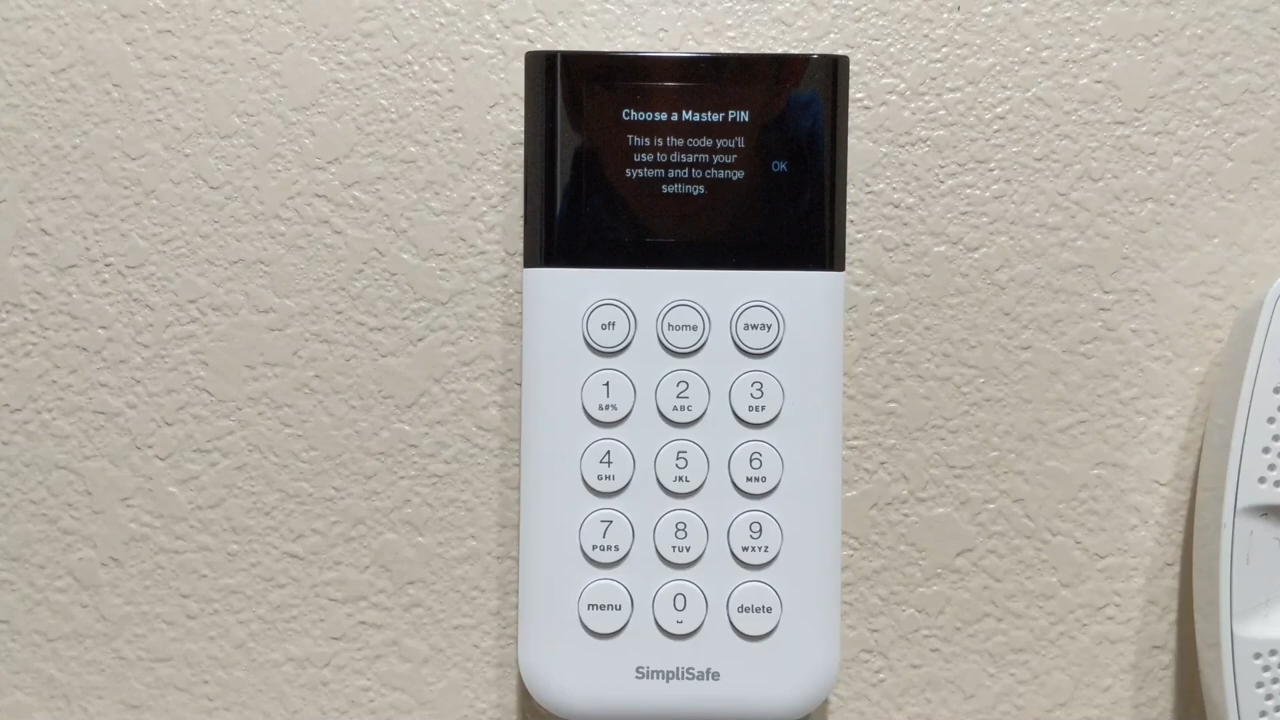 Choose a Master PIN
This is the code you'll
use to disarm your
system and to change
settings.
OK
off
home
away
1
&#%
2
ABC
3
DEF
4
GHI
5
JKL
6
MNO
7
PQRS
8
TUV
9
WXYZ
menu
0
delete
SimpliSafe